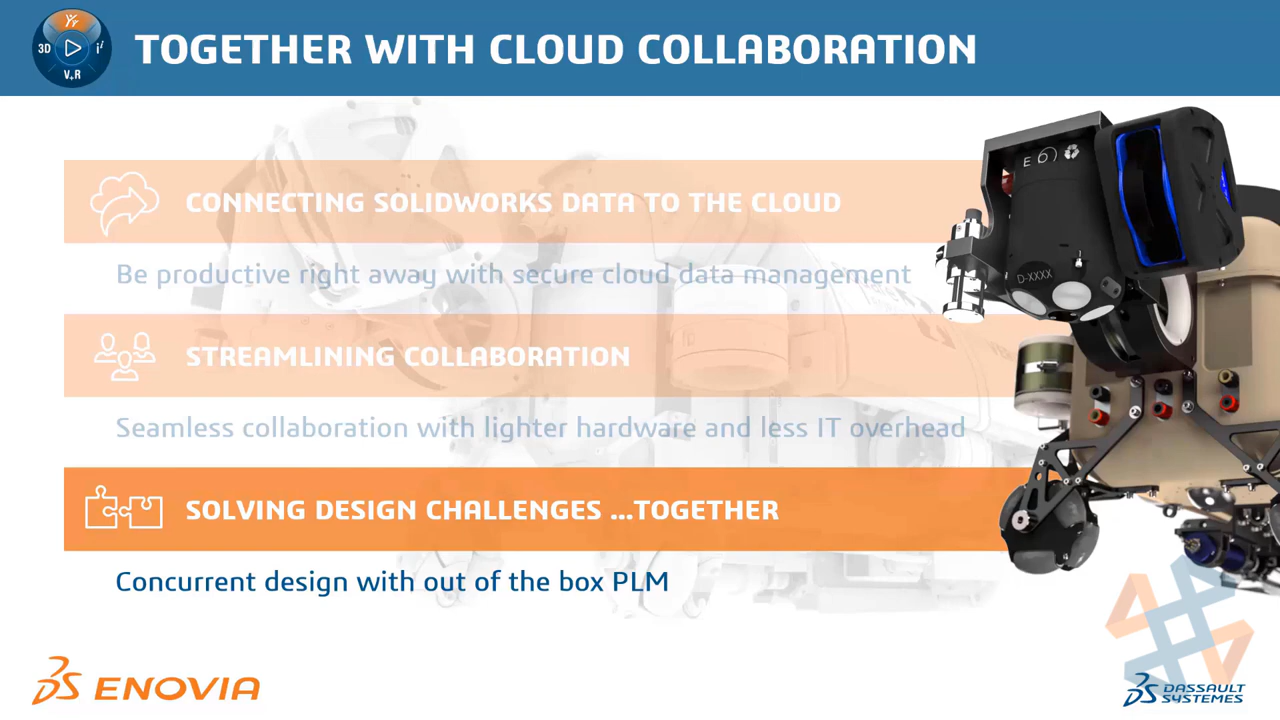 3D
V+R
TOGETHER WITH CLOUD COLLABORATION
CONNECTING SOLIDWORKS DATA TO THE CLOUD
Be productive right away with secure cloud data management
STREAMLINING COLLABORATION
Seamless collaboration with lighter hardware and less IT overhead
SOLVING DESIGN CHALLENGES ...TOGETHER
Concurrent design with out of the box PLM
D-XXXX
ENOVIA
DASSAULT
SYSTEMES